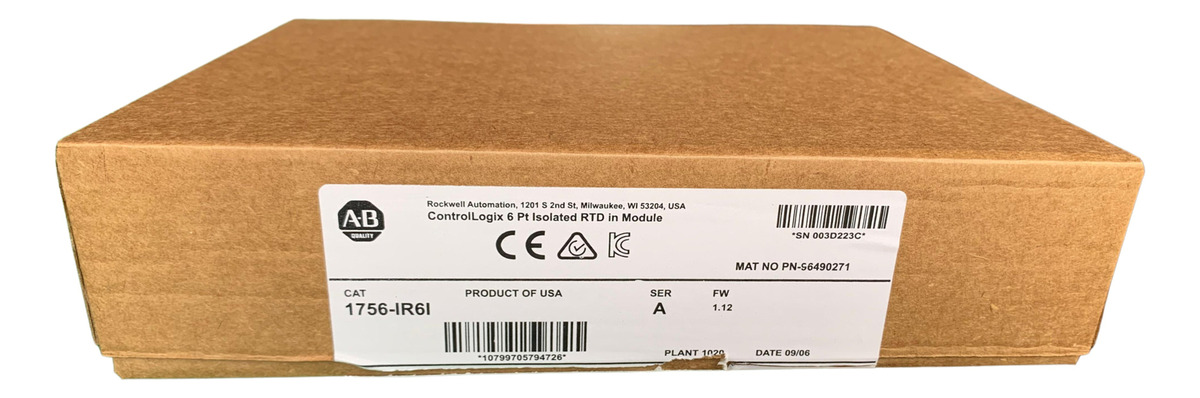 Rockwell Automation, 1201 S 2nd St, Milwaukee, WI 53204, USA
ControlLogix 6 Pt Isolated RTD in Module
A-B
QUALITY
CE
*SN 003D223C*
MAT NO PN-56490271
CAT PRODUCT OF USA SER FW
1756-IR6I A 1.12
*10799705794726*
PLANT 1020 DATE 09/06